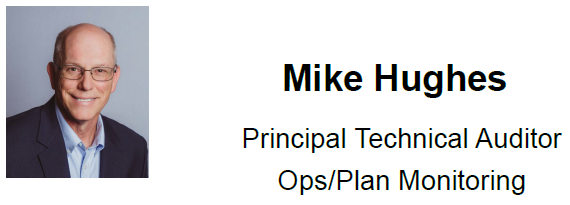 Mike Hughes
Principal Technical Auditor
Ops/Plan Monitoring